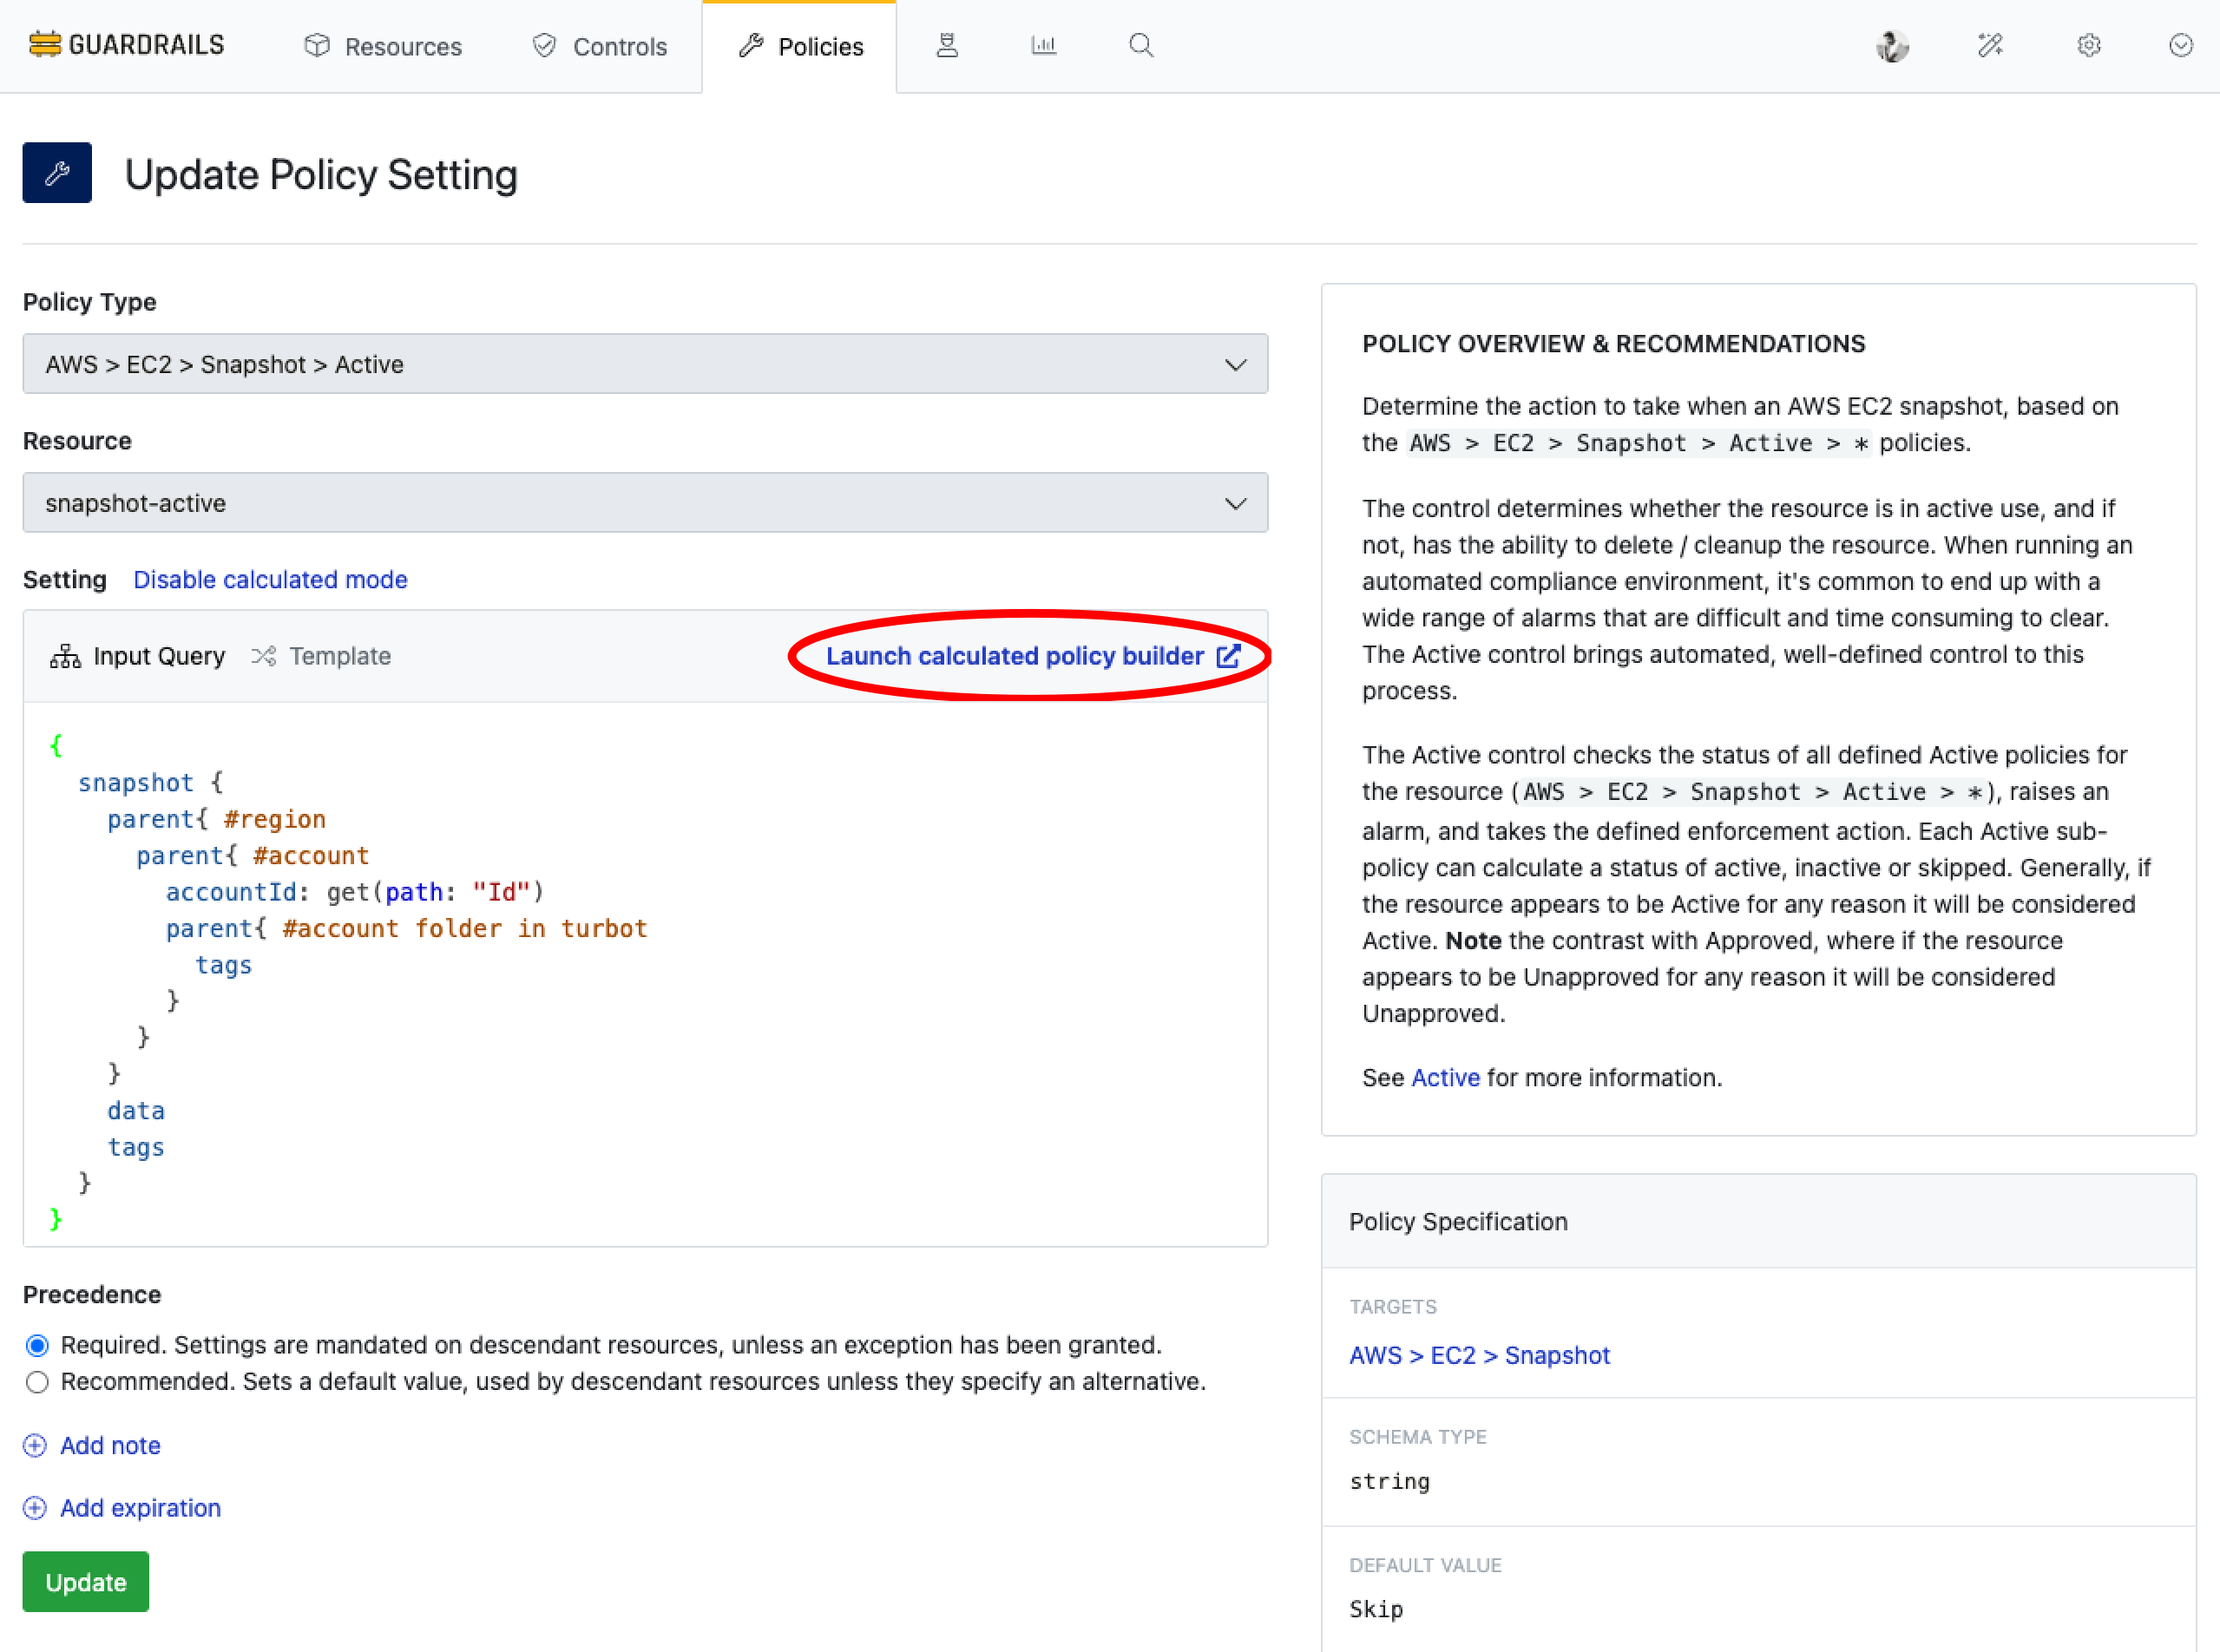 GUARDRAILS Resources Controls Policies
Update Policy Setting
Policy Type
AWS > EC2 > Snapshot > Active
Resource
snapshot-active
Setting Disable calculated mode
Input Query Template Launch calculated policy builder
{
snapshot {
parent{ #region
parent{ #account
accountId: get(path: "Id")
parent{ #account folder in turbot
tags
}
}
}
data
tags
}
}
Precedence
Required. Settings are mandated on descendant resources, unless an exception has been granted.
Recommended. Sets a default value, used by descendant resources unless they specify an alternative.
Add note
Add expiration
Update
POLICY OVERVIEW & RECOMMENDATIONS
Determine the action to take when an AWS EC2 snapshot, based on
the AWS > EC2 > Snapshot > Active > * policies.
The control determines whether the resource is in active use, and if
not, has the ability to delete / cleanup the resource. When running an
automated compliance environment, it's common to end up with a
wide range of alarms that are difficult and time consuming to clear.
The Active control brings automated, well-defined control to this
process.
The Active control checks the status of all defined Active policies for
the resource (AWS > EC2 > Snapshot > Active > *), raises an
alarm, and takes the defined enforcement action. Each Active sub-
policy can calculate a status of active, inactive or skipped. Generally, if
the resource appears to be Active for any reason it will be considered
Active. Note the contrast with Approved, where if the resource
appears to be Unapproved for any reason it will be considered
Unapproved.
See Active for more information.
Policy Specification
TARGETS
AWS > EC2 > Snapshot
SCHEMA TYPE
string
DEFAULT VALUE
Skip